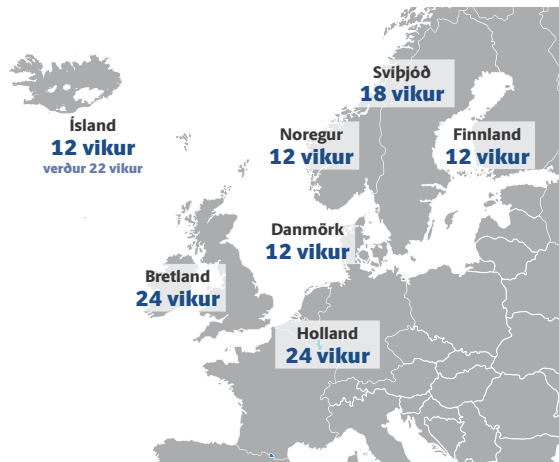 Svíþjóð
18 vikur
Ísland
12 vikur
verður 22 vikur
Noregur
12 vikur
Finnland
12 vikur
Danmörk
12 vikur
Bretland
24 vikur
Holland
24 vikur